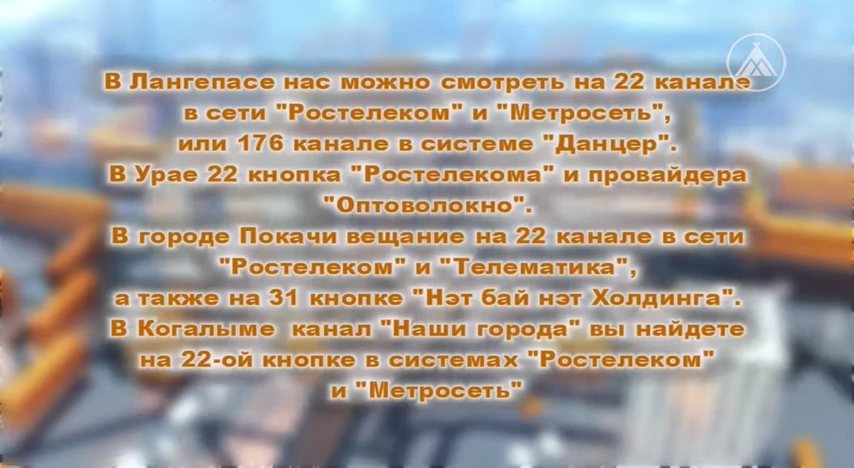 В Лангепасе нас можно смотреть на 22 канале
в сети "Ростелеком" и "Метросеть",
или 176 канале в системе "Данцер".
В Урае 22 кнопка "Ростелекома" и провайдера
"Оптоволокно".
В городе Покачи вещание на 22 канале в сети
"Ростелеком" и "Телематика",
а также на 31 кнопке "Нэт бай нэт Холдинга".
В Когалыме  канал "Наши города" вы найдете
на 22-ой кнопке в системах "Ростелеком"
и "Метросеть"